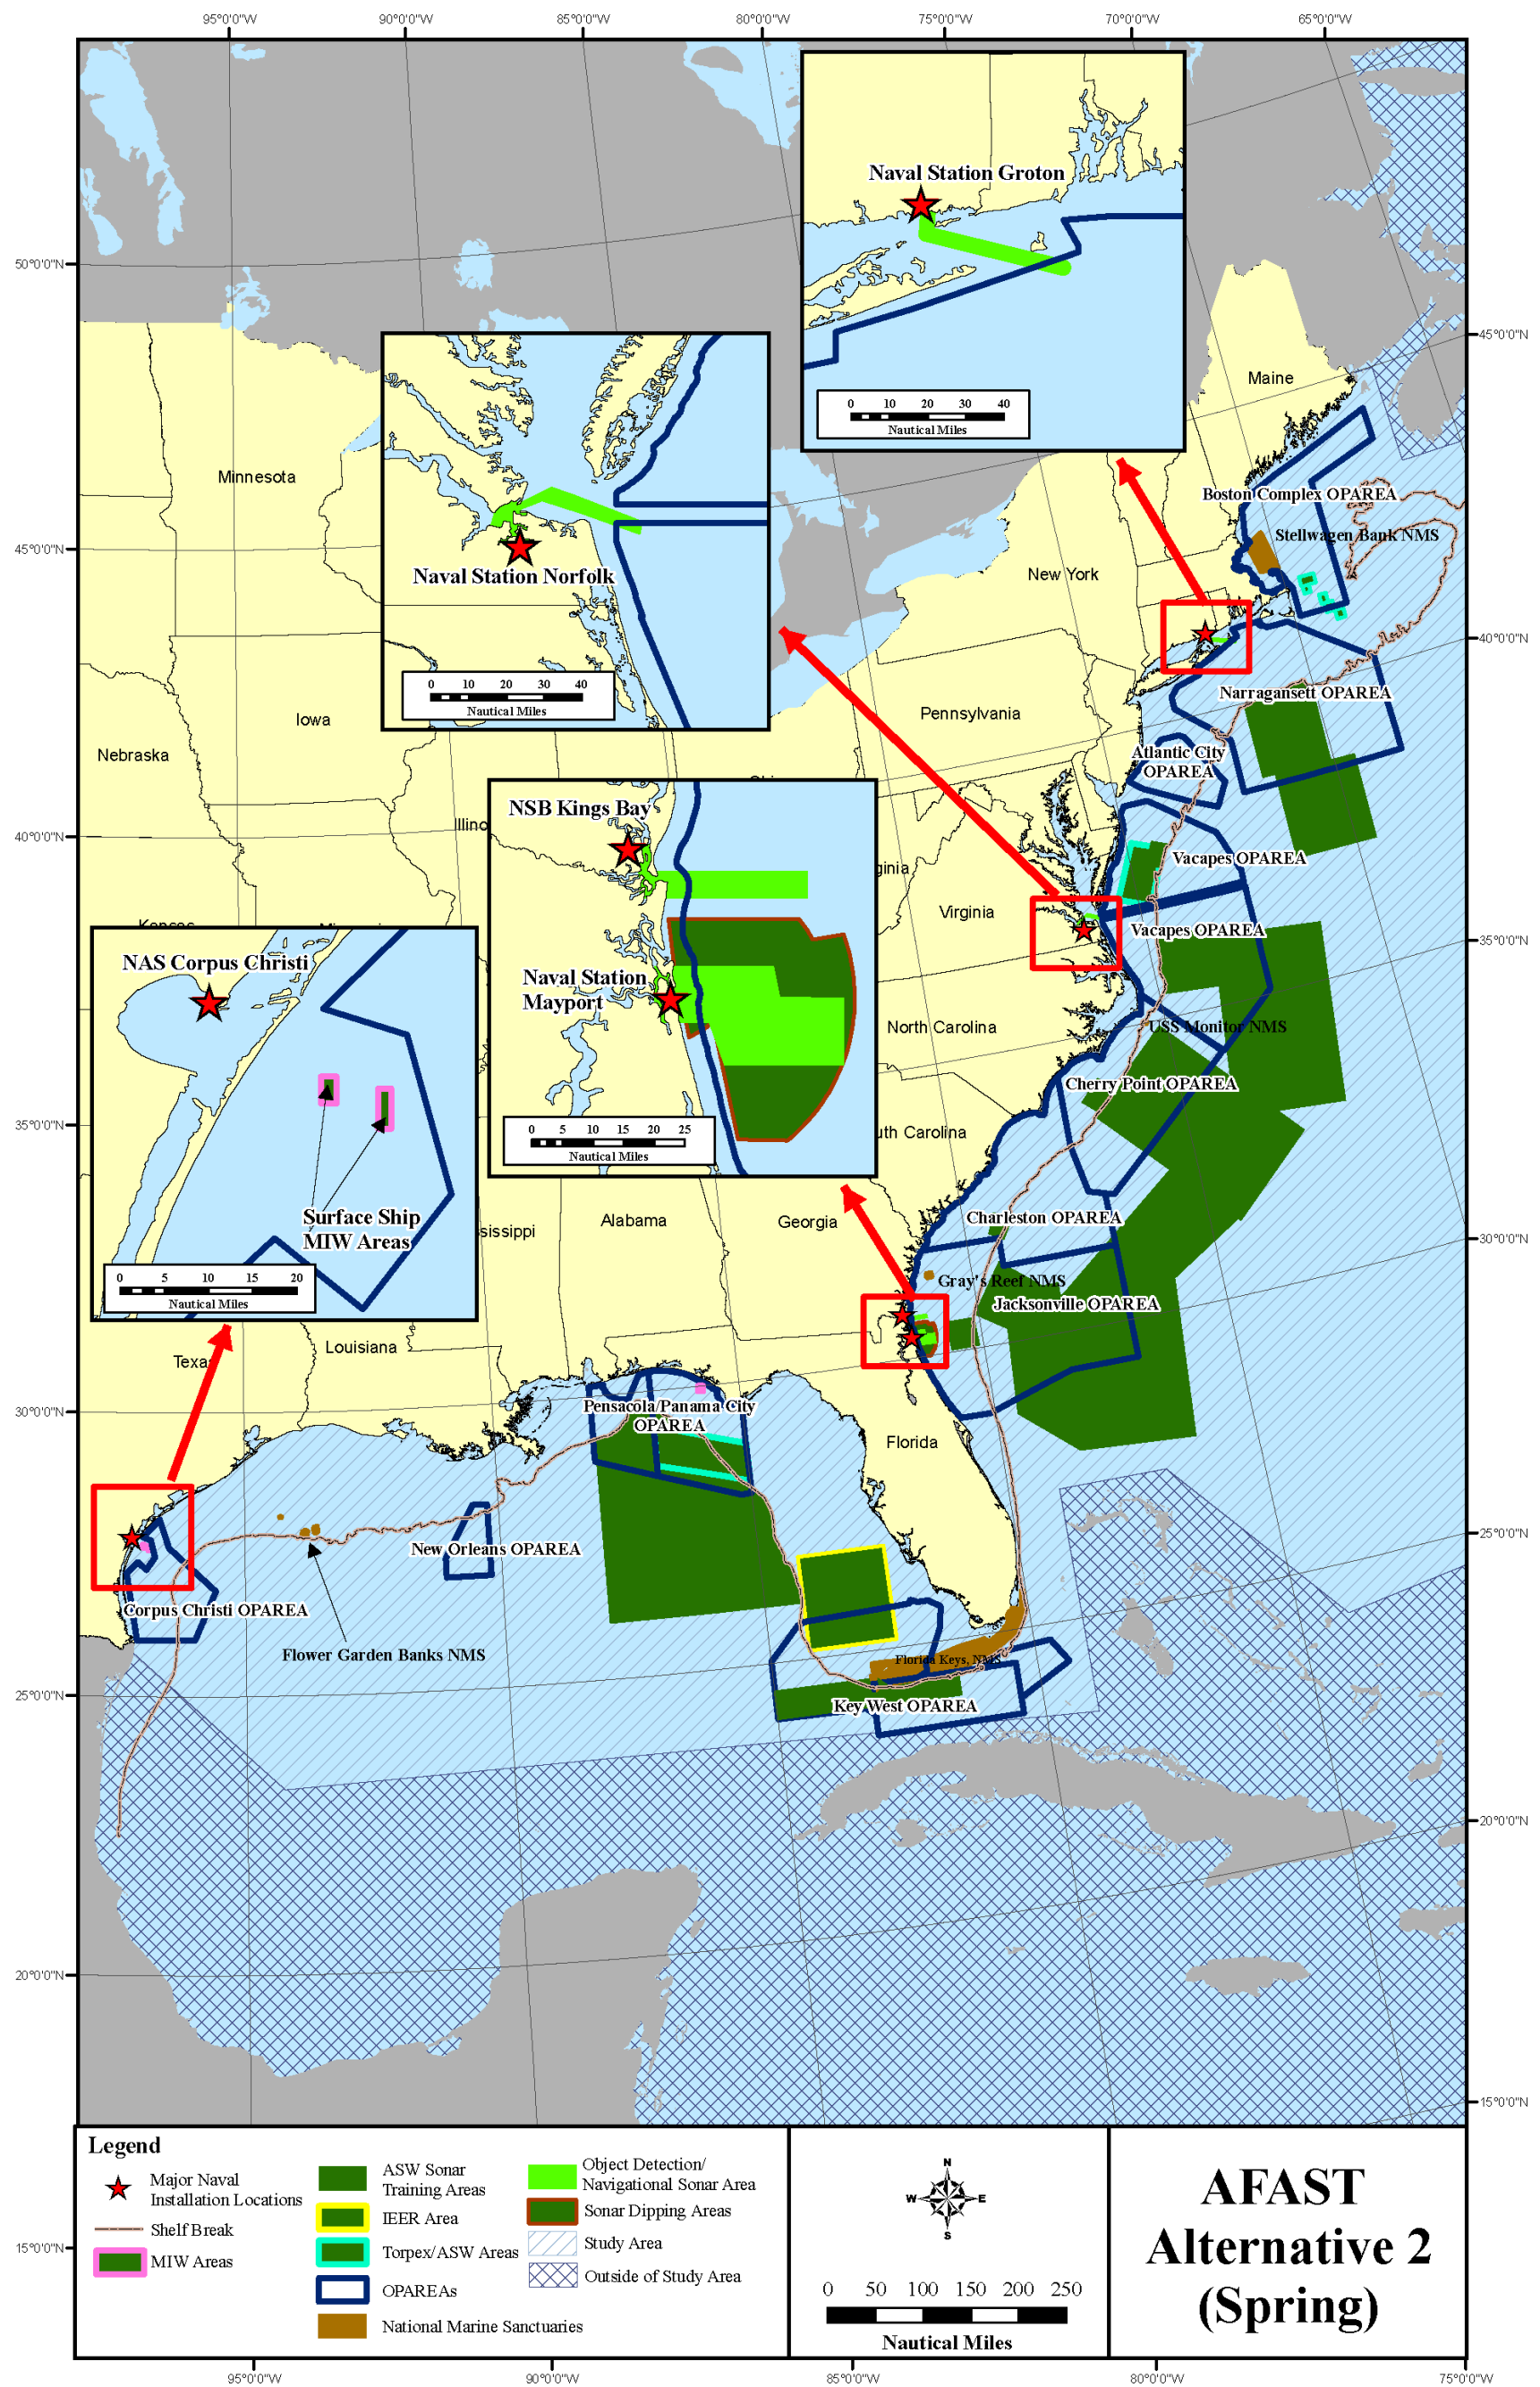 95°0'0"W
90°0'0"W
85°0'0"W
80°0'0"W
75°0'0"W
70°0'0"W
65°0'0"W
Naval Station Groton
0 10 20 30 40
Nautical Miles
50°0'0"N
45°0'0"N
Maine
Minnesota
Boston Complex OPAREA
Stellwagen Bank NMS
45°0'0"N
New York
Naval Station Norfolk
0 10 20 30 40
Nautical Miles
40°0'0"N
Narragansett OPAREA
Iowa
Pennsylvania
Nebraska
Atlantic City
OPAREA
NSB Kings Bay
Illino
40°0'0"N
Vacapes OPAREA
ginia
Virginia
Vacapes OPAREA
35°0'0"N
NAS Corpus Christi
Naval Station
Mayport
North Carolina
USS Monitor NMS
Cherry Point OPAREA
35°0'0"N
0 5 10 15 20 25
Nautical Miles
uth Carolina
Surface Ship
MIW Areas
Alabama
Georgia
Charleston OPAREA
ssissippi
30°0'0"N
0 5 10 15 20
Nautical Miles
Gray's Reef NMS
Jacksonville OPAREA
Louisiana
Texas
30°0'0"N
Pensacola/Panama City
OPAREA
Florida
25°0'0"N
New Orleans OPAREA
Corpus Christi OPAREA
Flower Garden Banks NMS
Florida Keys, NMS
25°0'0"N
Key West OPAREA
20°0'0"N
20°0'0"N
15°0'0"N
Legend
Major Naval
Installation Locations
Shelf Break
MIW Areas
ASW Sonar
Training Areas
IEER Area
Torpex/ASW Areas
OPAREAs
National Marine Sanctuaries
Object Detection/
Navigational Sonar Area
Sonar Dipping Areas
Study Area
Outside of Study Area
N
W E
S
0 50 100 150 200 250
Nautical Miles
AFAST
Alternative 2
(Spring)
15°0'0"N
95°0'0"W
90°0'0"W
85°0'0"W
80°0'0"W
75°0'0"W